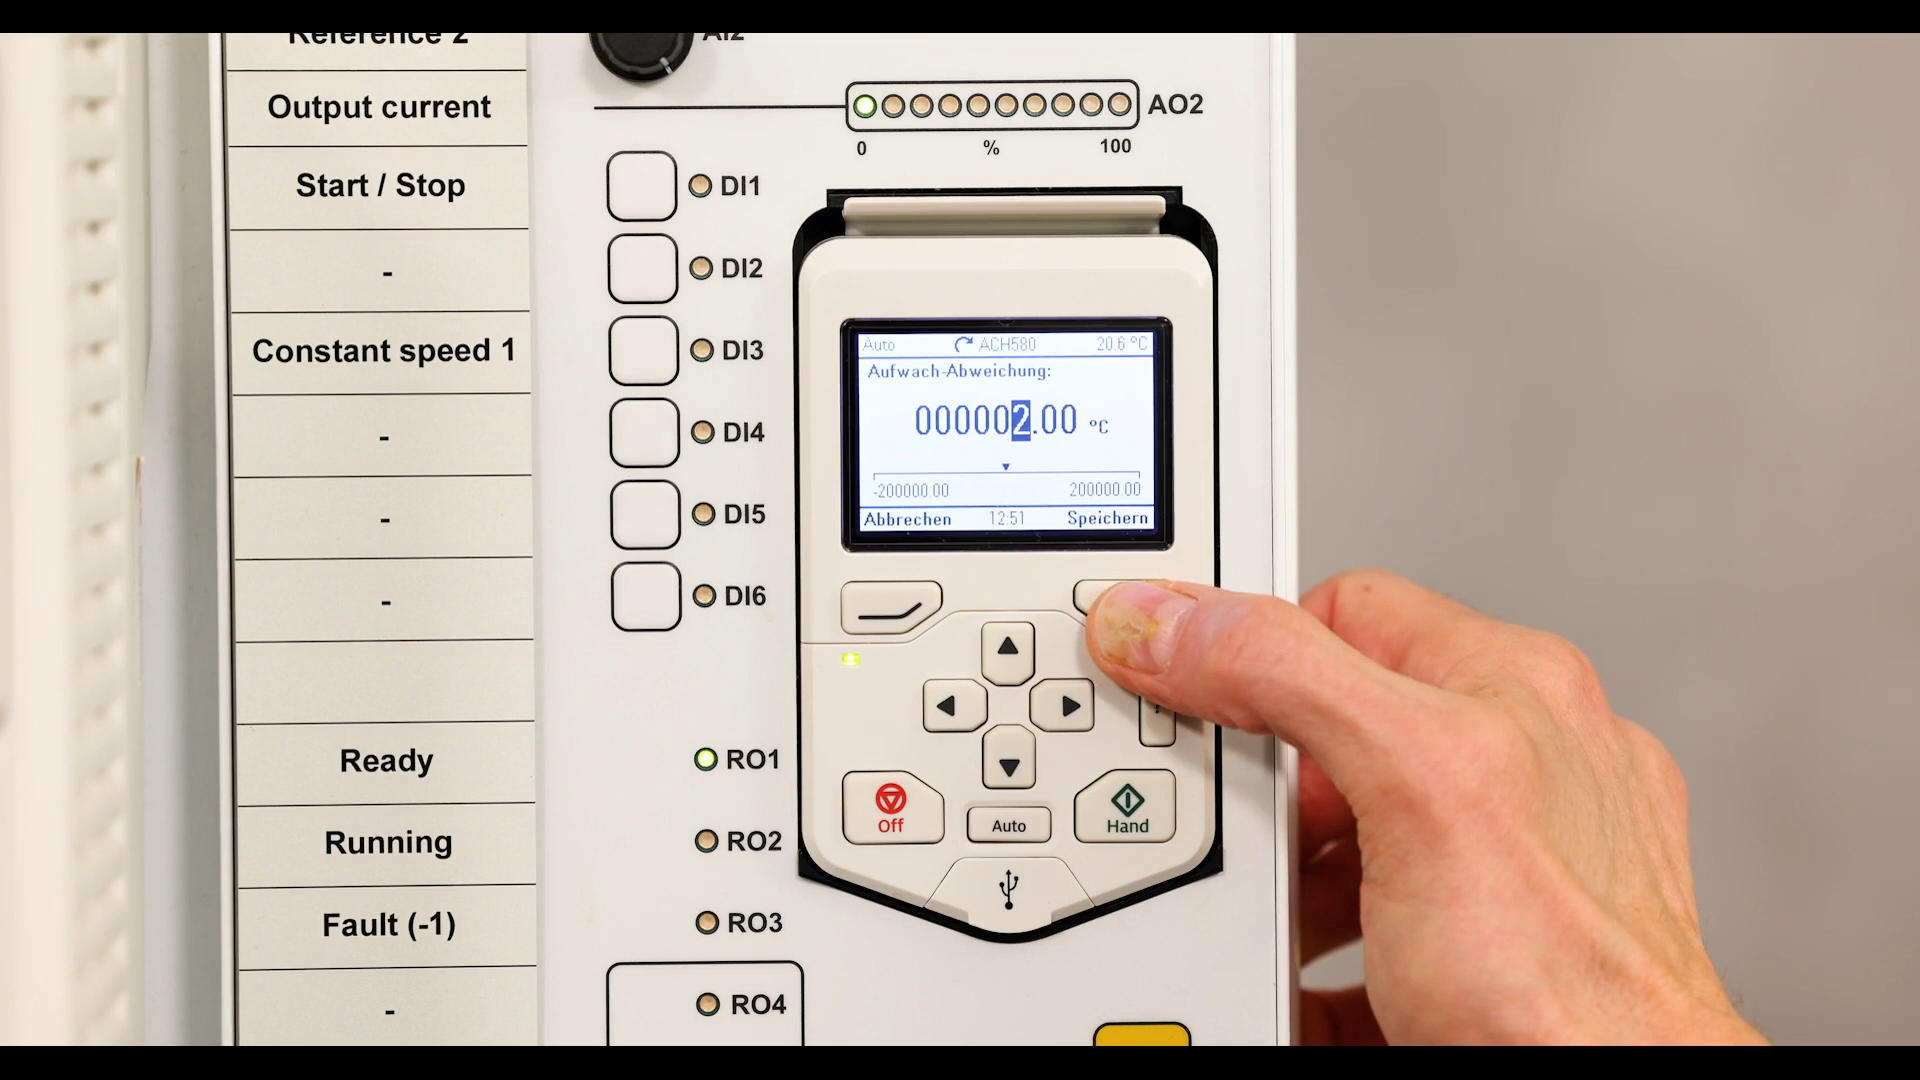 Reference 2
AI2
Output current
AO2
0 % 100
Start / Stop
DI1
-
DI2
Constant speed 1
DI3
-
DI4
-
DI5
-
DI6
Ready
RO1
Running
RO2
Fault (-1)
RO3
-
RO4
Auto ACH580 20.6 °C
Aufwach-Abweichung:
000002.00 °C
-200000.00 200000.00
Abbrechen 12:51 Speichern
Off
Auto
Hand